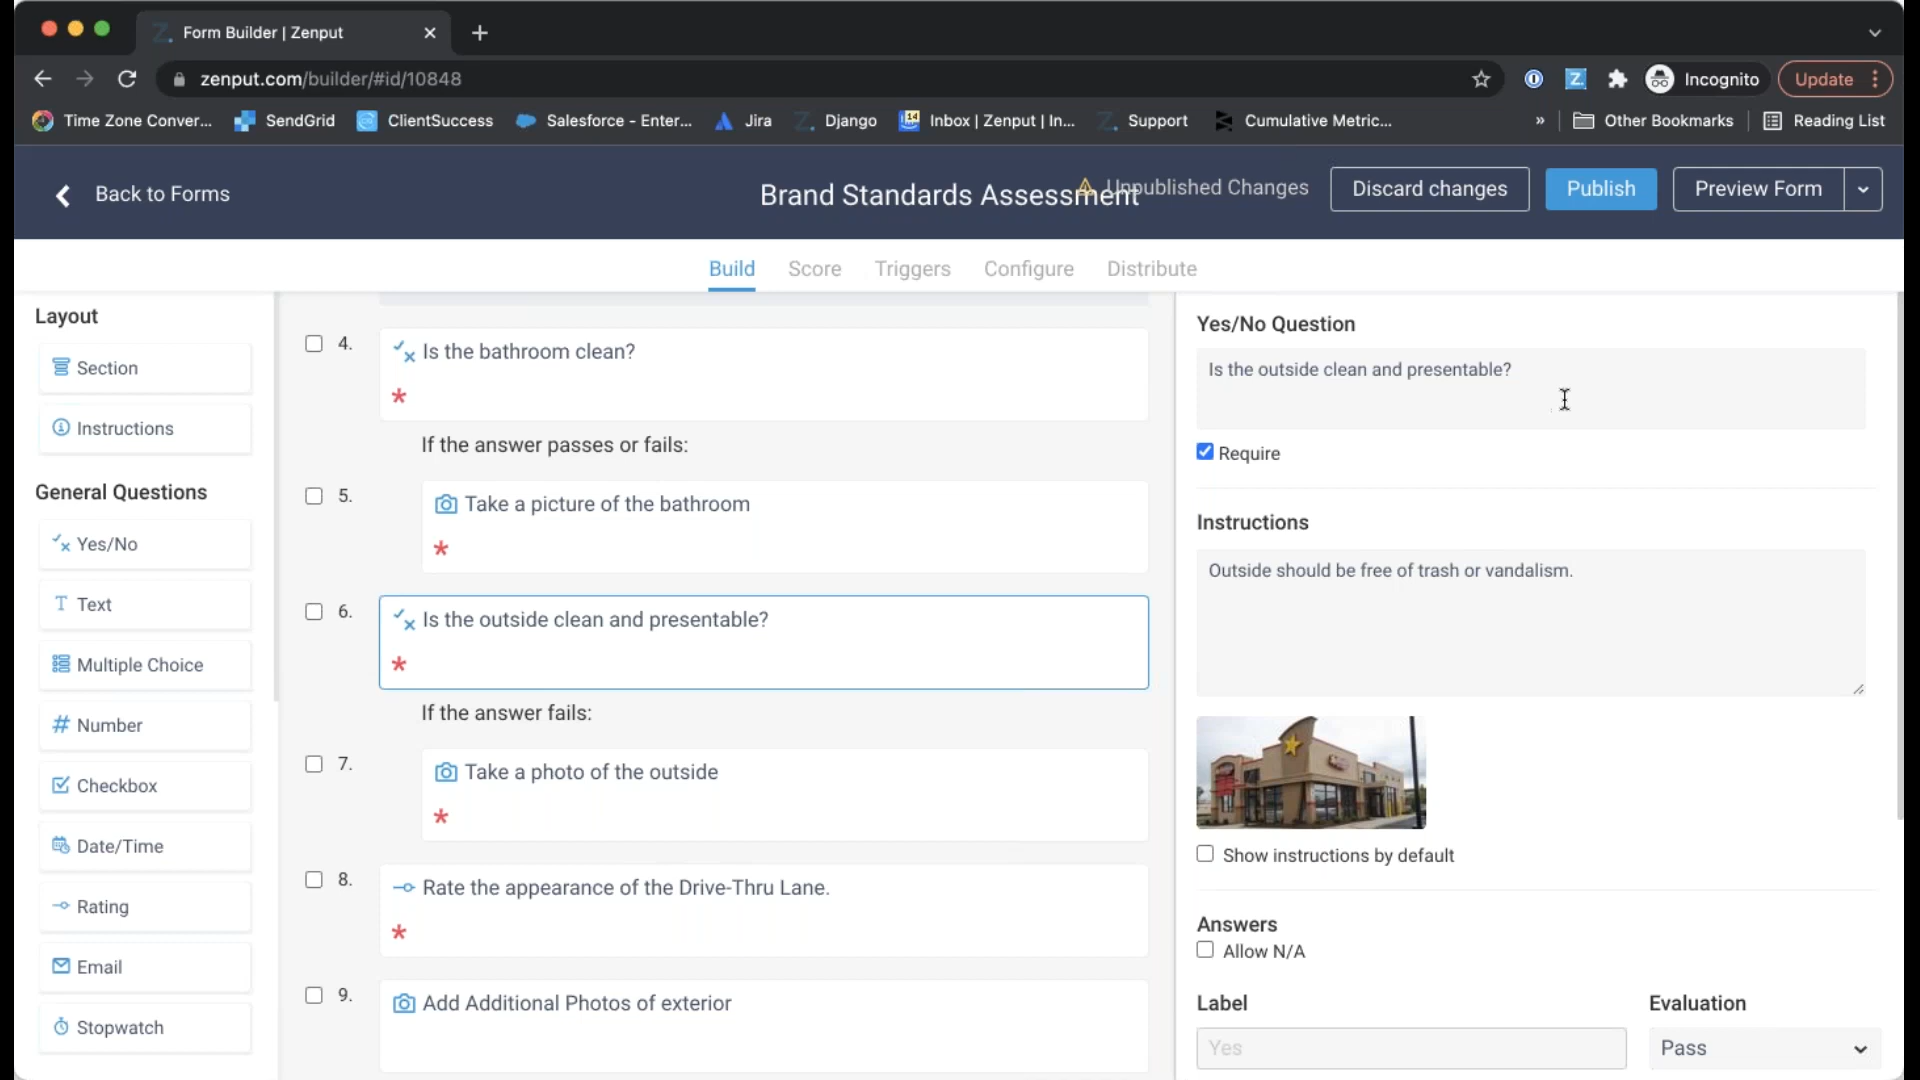 Form Builder | Zenput
zenput.com/builder/#id/10848
Incognito
Update
Time Zone Conver...
SendGrid
ClientSuccess
Salesforce - Enter...
Jira
Django
14
Inbox | Zenput | In...
Support
Cumulative Metric...
»
Other Bookmarks
Reading List
Back to Forms
Brand Standards Assessment
Unpublished Changes
Discard changes
Publish
Preview Form
Build
Score
Triggers
Configure
Distribute
Layout
Section
Instructions
General Questions
Yes/No
Text
Multiple Choice
Number
Checkbox
Date/Time
Rating
Email
Stopwatch
4.
Is the bathroom clean?
*
If the answer passes or fails:
5.
Take a picture of the bathroom
*
6.
Is the outside clean and presentable?
*
If the answer fails:
7.
Take a photo of the outside
*
8.
Rate the appearance of the Drive-Thru Lane.
*
9.
Add Additional Photos of exterior
Yes/No Question
Is the outside clean and presentable?
Require
Instructions
Outside should be free of trash or vandalism.
Show instructions by default
Answers
Allow N/A
Label
Evaluation
Yes
Pass